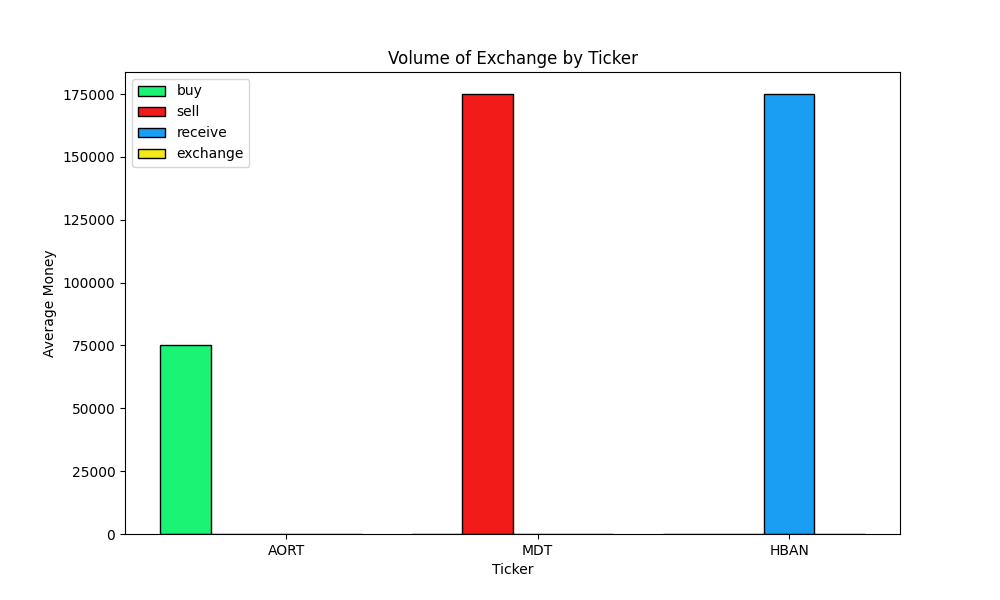 Volume of Exchange by Ticker
buy
sell
receive
exchange
175000
150000
125000
100000
75000
50000
25000
0
Average Money
AORT
MDT
HBAN
Ticker